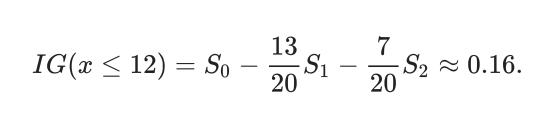 IG(x ≤ 12) = S₀ − 13/20 S₁ − 7/20 S₂ ≈ 0.16.